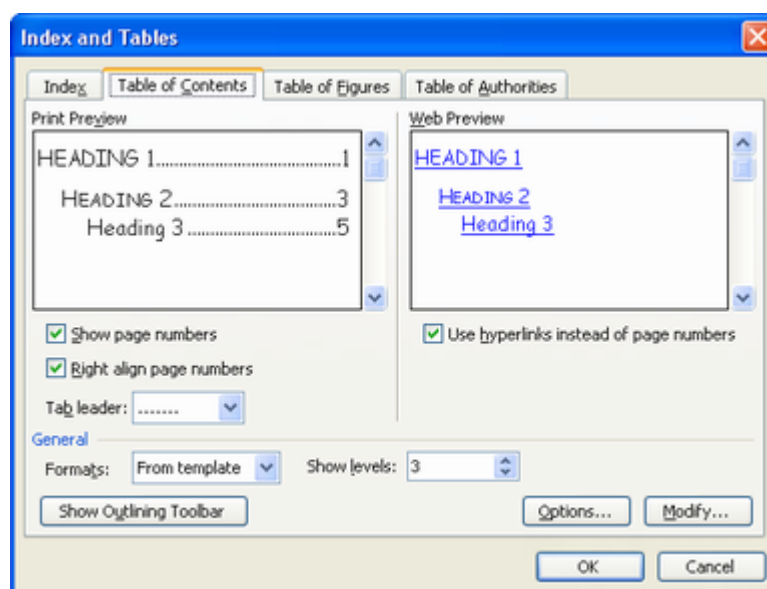 Index and Tables
Index Table of Contents Table of Figures Table of Authorities
Print Preview
HEADING 1.............................................1
HEADING 2........................................3
Heading 3....................................5
Web Preview
HEADING 1
HEADING 2
Heading 3
Show page numbers
Right align page numbers
Tab leader: .......
Use hyperlinks instead of page numbers
General
Formats: From template Show levels: 3
Show Outlining Toolbar Options... Modify...
OK Cancel